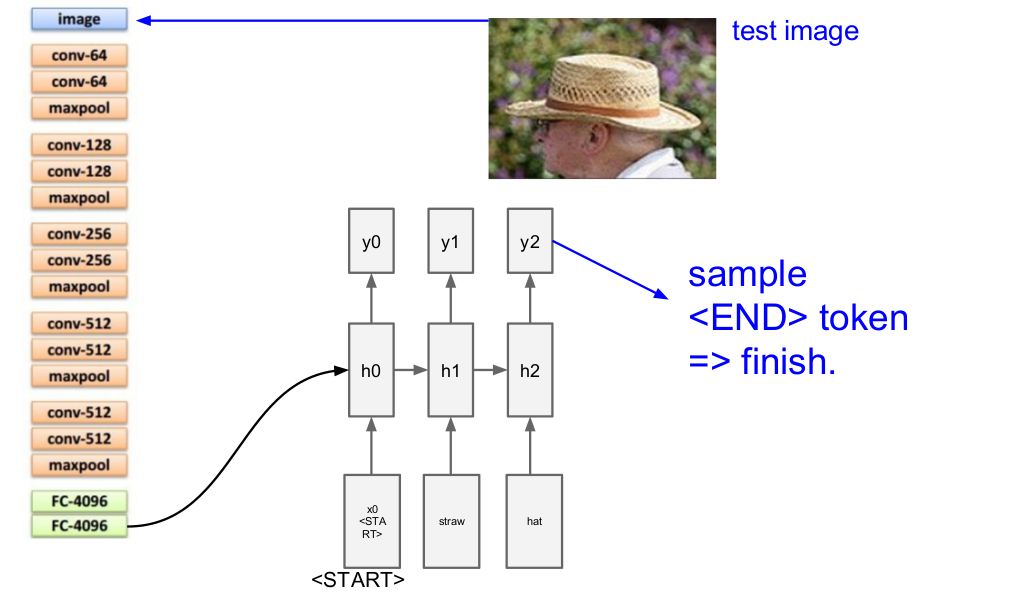 image
conv-64
conv-64
maxpool
conv-128
conv-128
maxpool
conv-256
conv-256
maxpool
conv-512
conv-512
maxpool
conv-512
conv-512
maxpool
FC-4096
FC-4096
test image
y0
y1
y2
sample
<END> token
=> finish.
h0
h1
h2
x0
<STA
RT>
straw
hat
<START>